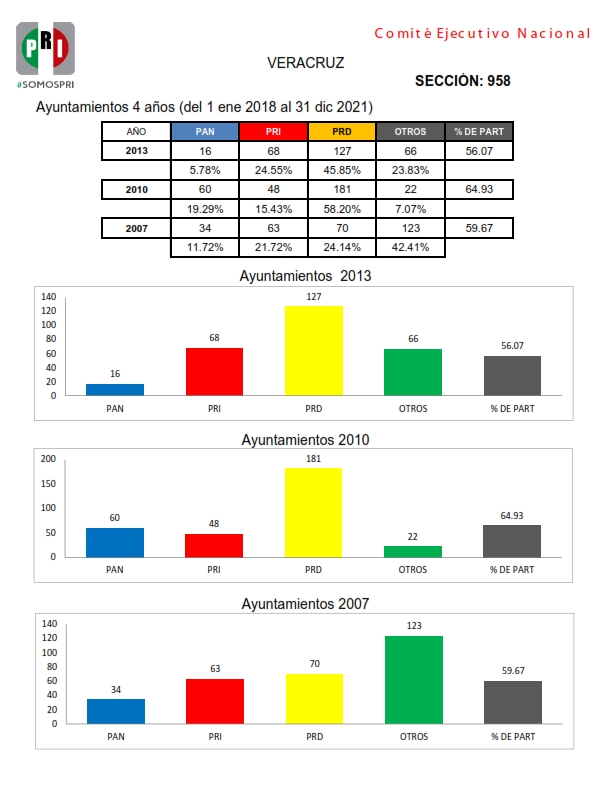 Comité Ejecutivo Nacional
PRI
#SOMOSPRI
VERACRUZ
SECCIÓN: 958
Ayuntamientos 4 años (del 1 ene 2018 al 31 dic 2021)
AÑO PAN PRI PRD OTROS % DE PART
2013 16 68 127 66 56.07
5.78% 24.55% 45.85% 23.83%
2010 60 48 181 22 64.93
19.29% 15.43% 58.20% 7.07%
2007 34 63 70 123 59.67
11.72% 21.72% 24.14% 42.41%
Ayuntamientos 2013
140
120
100
80
60
40
20
0
16 68 127 66 56.07
PAN PRI PRD OTROS % DE PART
Ayuntamientos 2010
200
150
100
50
0
60 48 181 22 64.93
PAN PRI PRD OTROS % DE PART
Ayuntamientos 2007
140
120
100
80
60
40
20
0
34 63 70 123 59.67
PAN PRI PRD OTROS % DE PART